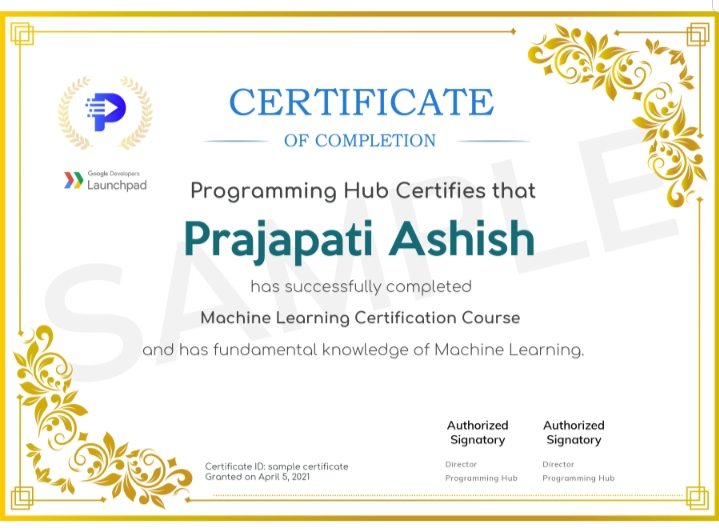 CERTIFICATE
OF COMPLETION
Google Developers
Launchpad
Programming Hub Certifies that
Prajapati Ashish
has successfully completed
Machine Learning Certification Course
and has fundamental knowledge of Machine Learning.
SAMPLE
Authorized Signatory
Authorized Signatory
Director
Programming Hub
Director
Programming Hub
Certificate ID: sample certificate
Granted on April 5, 2021